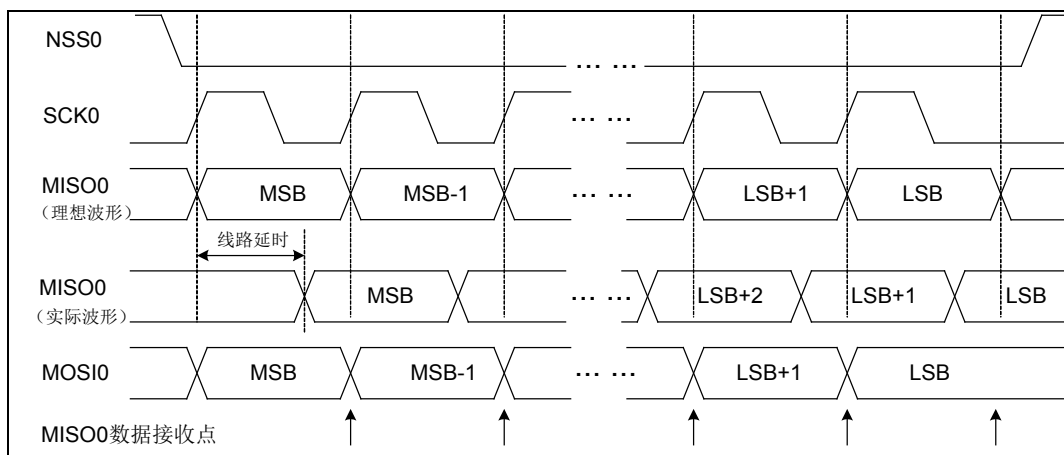 NSS0
... ...
SCK0
... ...
MISO0
(理想波形)
MSB
MSB-1
... ...
LSB+1
LSB
线路延时
MISO0
(实际波形)
MSB
... ...
LSB+2
LSB+1
LSB
MOSI0
MSB
MSB-1
... ...
LSB+1
LSB
MISO0数据接收点